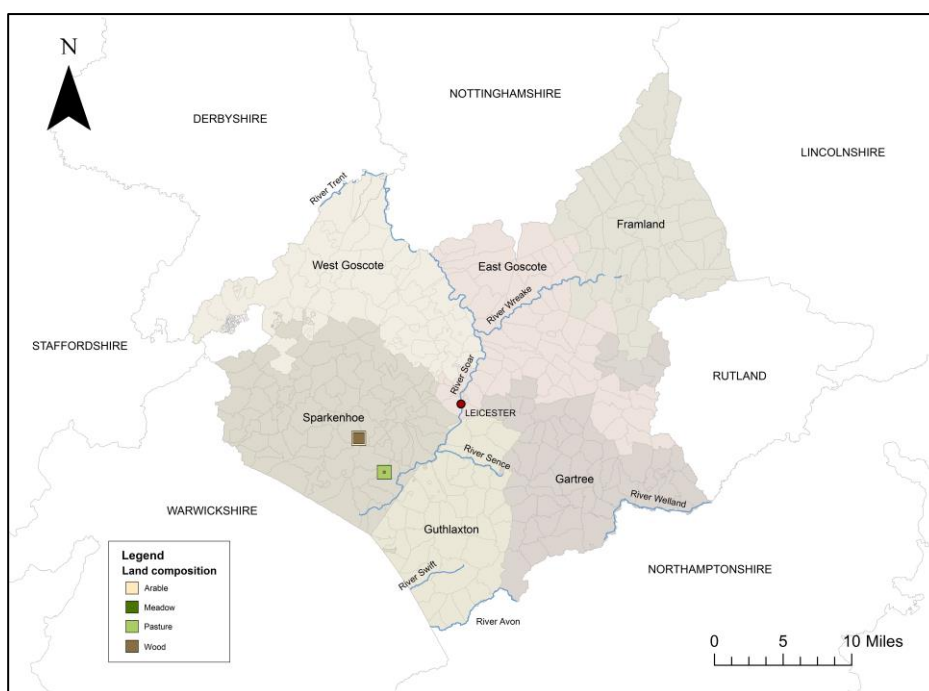 N
NOTTINGHAMSHIRE
DERBYSHIRE
LINCOLNSHIRE
River Trent
Framland
West Goscote
East Goscote
River Wreake
STAFFORDSHIRE
River Soar
RUTLAND
LEICESTER
Sparkenhoe
River Sence
Gartree
River Welland
WARWICKSHIRE
Guthlaxton
Legend
Land composition
Arable
Meadow
Pasture
Wood
River Swift
NORTHAMPTONSHIRE
River Avon
0 5 10 Miles